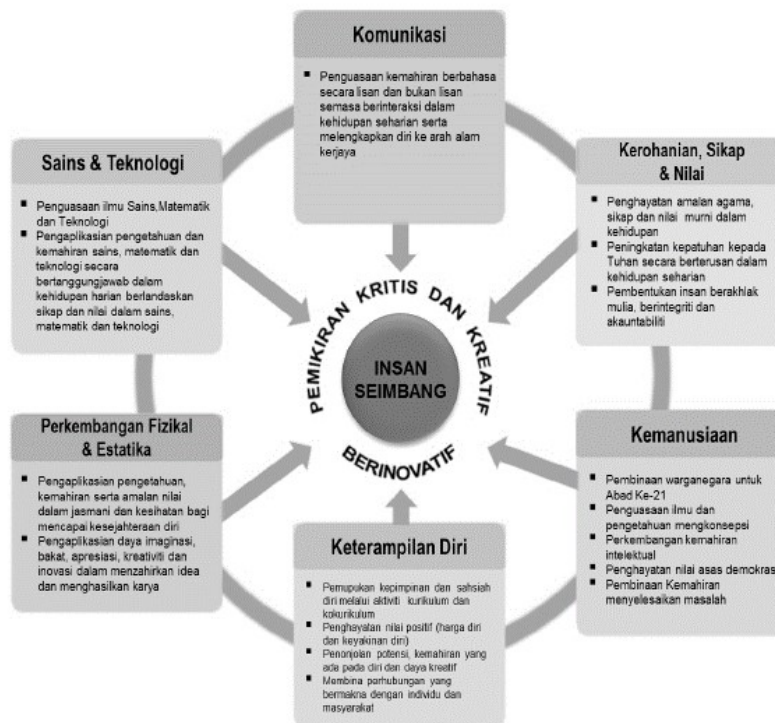 Komunikasi
Penguasaan kemahiran berbahasa
secara lisan dan bukan lisan
semasa berinteraksi dalam
kehidupan seharian serta
melengkapkan diri ke arah alam
kerjaya
Kerohanian, Sikap
& Nilai
Penghayatan amalan agama,
sikap dan nilai murni dalam
kehidupan
Peningkatan kepatuhan kepada
Tuhan secara berterusan dalam
kehidupan seharian
Pembentukan insan berakhlak
mulia, berintegriti dan
akauntabiliti
Kemanusiaan
Pembinaan warganegara untuk
Abad Ke-21
Penguasaan ilmu dan
pengetahuan mengkonsepsi
Perkembangan kemahiran
intelektual
Penghayatan nilai asas demokras
Pembinaan Kemahiran
menyelesaikan masalah
Keterampilan Diri
Pemupukan kepimpinan dan sahsiah
diri melalui aktiviti kurikulum dan
kokurikulum
Penghayatan nilai positif (harga diri
dan keyakinan diri)
Penonjolan potensi, kemahiran yang
ada pada diri dan daya kreatif
Membina perhubungan yang
bermakna dengan individu dan
masyarakat
Perkembangan Fizikal
& Estatika
Pengaplikasian pengetahuan,
kemahiran serta amalan nilai
dalam jasmani dan kesihatan bagi
mencapai kesejahteraan diri
Pengaplikasian daya imaginasi,
bakat, apresiasi, kreativiti dan
inovasi dalam menzahirkan idea
dan menghasilkan karya
Sains & Teknologi
Penguasaan ilmu Sains,Matematik
dan Teknologi
Pengaplikasian pengetahuan dan
kemahiran sains, matematik dan
teknologi secara
bertanggungjawab dalam
kehidupan harian berlandaskan
sikap dan nilai dalam sains,
matematik dan teknologi
PEMIKIRAN KRITIS DAN KREATIF
INSAN
SEIMBANG
BERINOVATIF